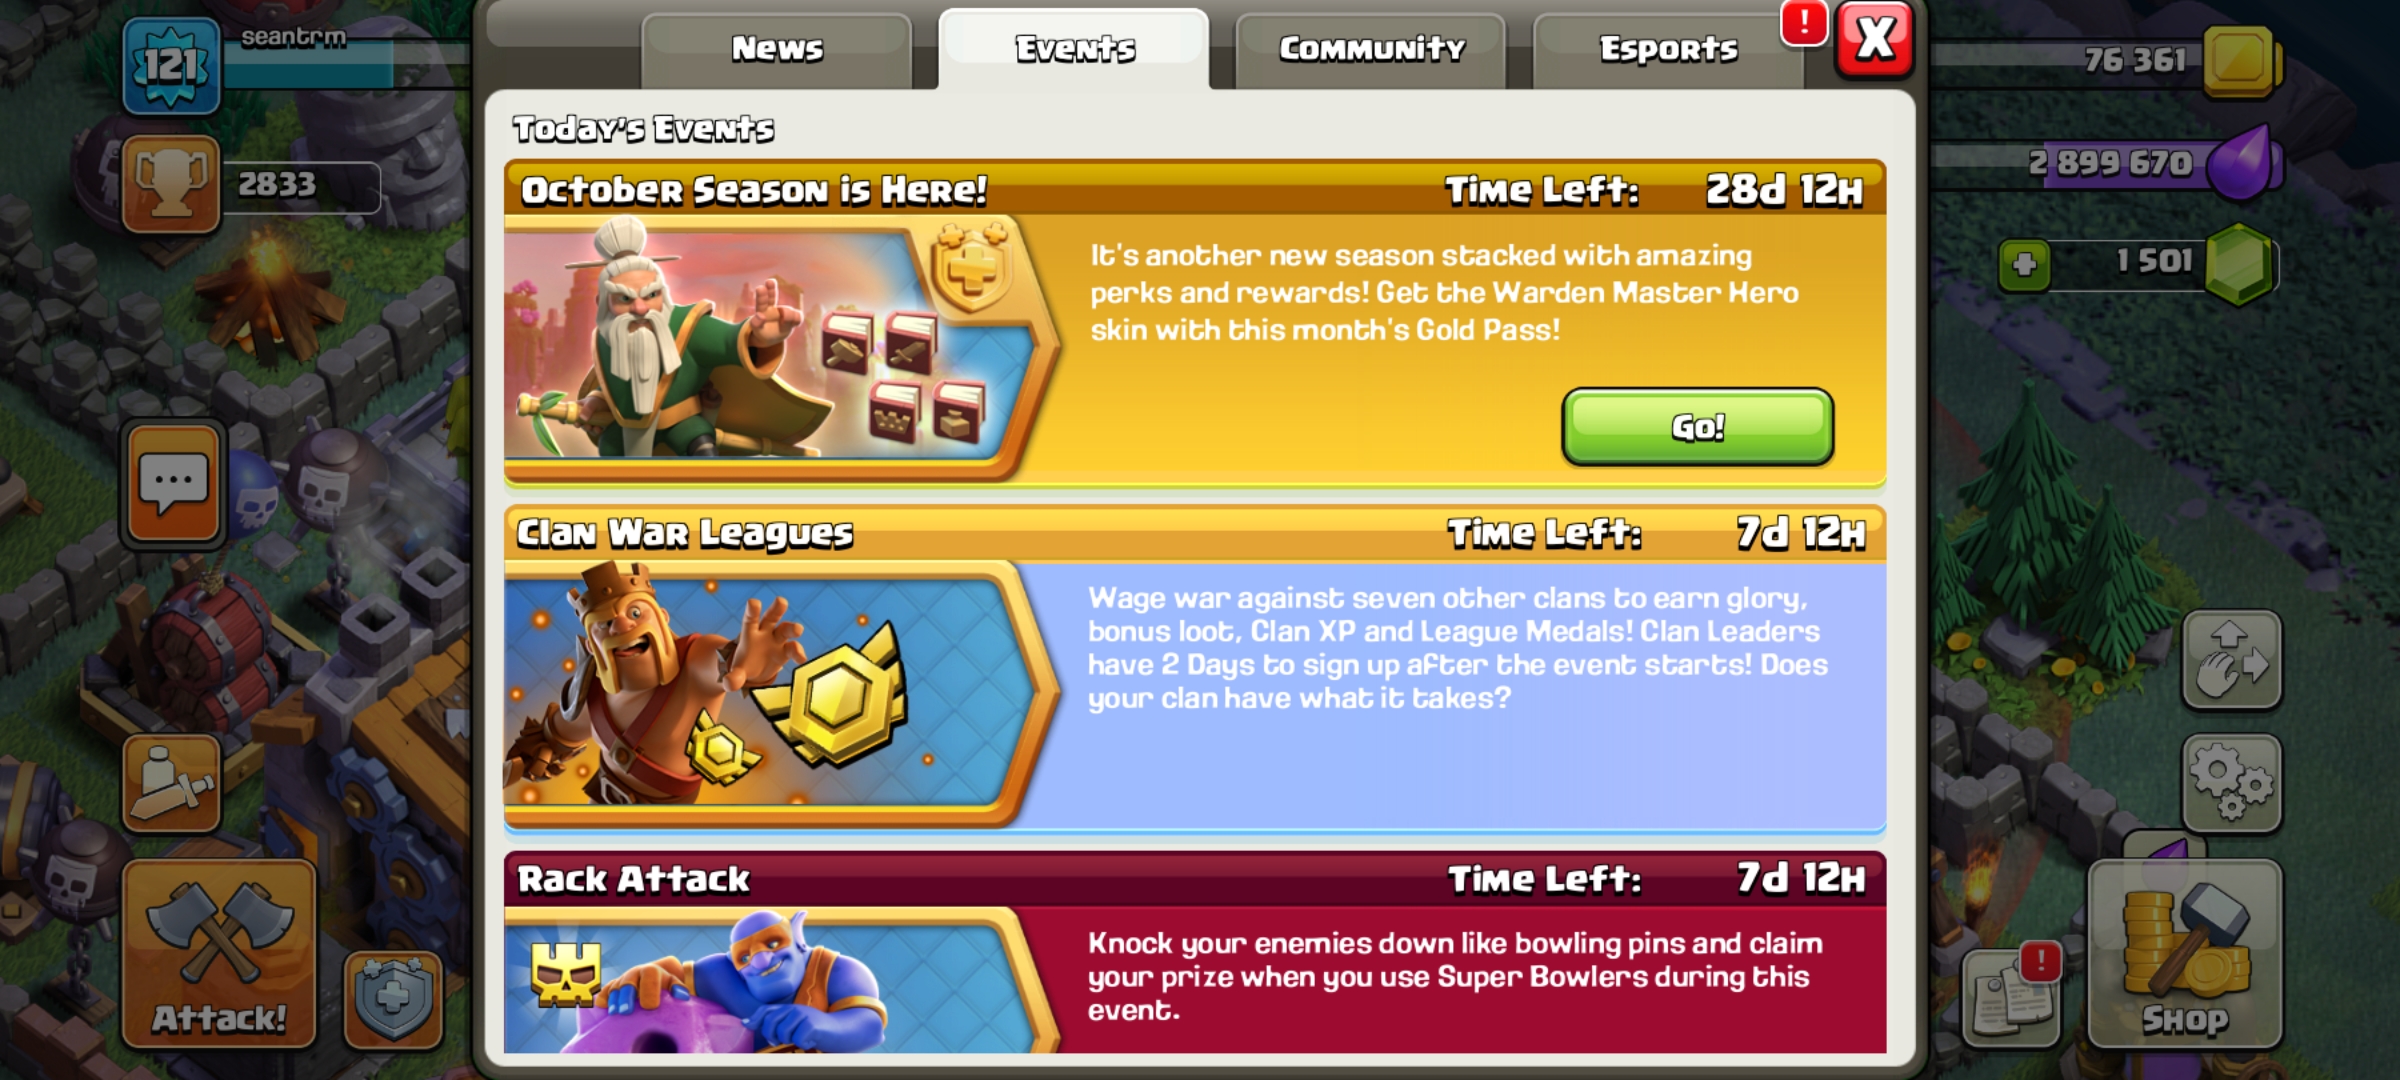 121
seantrm
2833
News
Events
Community
Esports
!
X
76 361
2 899 670
1 501
Today's Events
October Season is Here!
Time Left: 28d 12H
It's another new season stacked with amazing
perks and rewards! Get the Warden Master Hero
skin with this month's Gold Pass!
Go!
Clan War Leagues
Time Left: 7d 12H
Wage war against seven other clans to earn glory,
bonus loot, Clan XP and League Medals! Clan Leaders
have 2 Days to sign up after the event starts! Does
your clan have what it takes?
Rack Attack
Time Left: 7d 12H
Knock your enemies down like bowling pins and claim
your prize when you use Super Bowlers during this
event.
Attack!
!
Shop